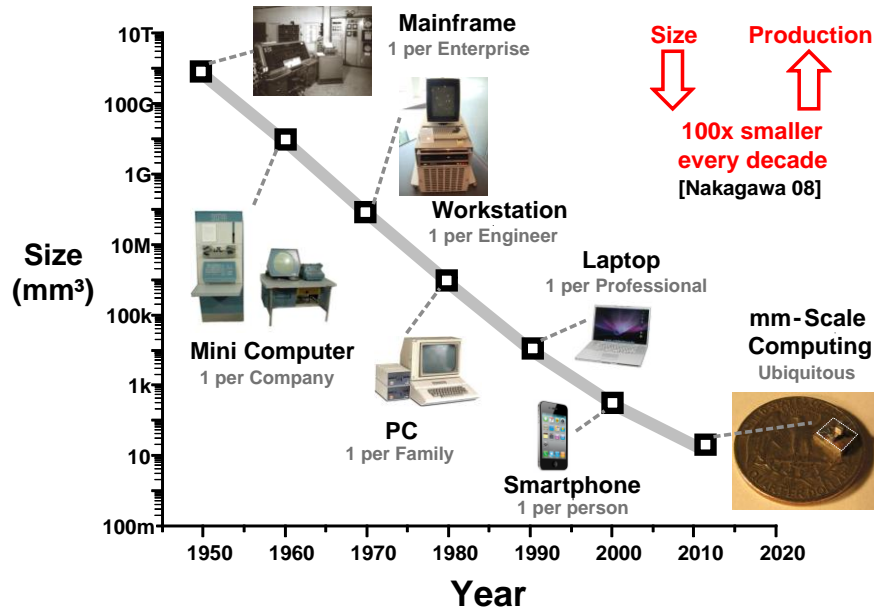 Mainframe
1 per Enterprise
Size
Production
100x smaller
every decade
[Nakagawa 08]
10T
100G
1G
10M
100k
1k
10
100m
Size
(mm³)
Workstation
1 per Engineer
Laptop
1 per Professional
mm-Scale
Computing
Ubiquitous
Mini Computer
1 per Company
PC
1 per Family
Smartphone
1 per person
1950
1960
1970
1980
1990
2000
2010
2020
Year